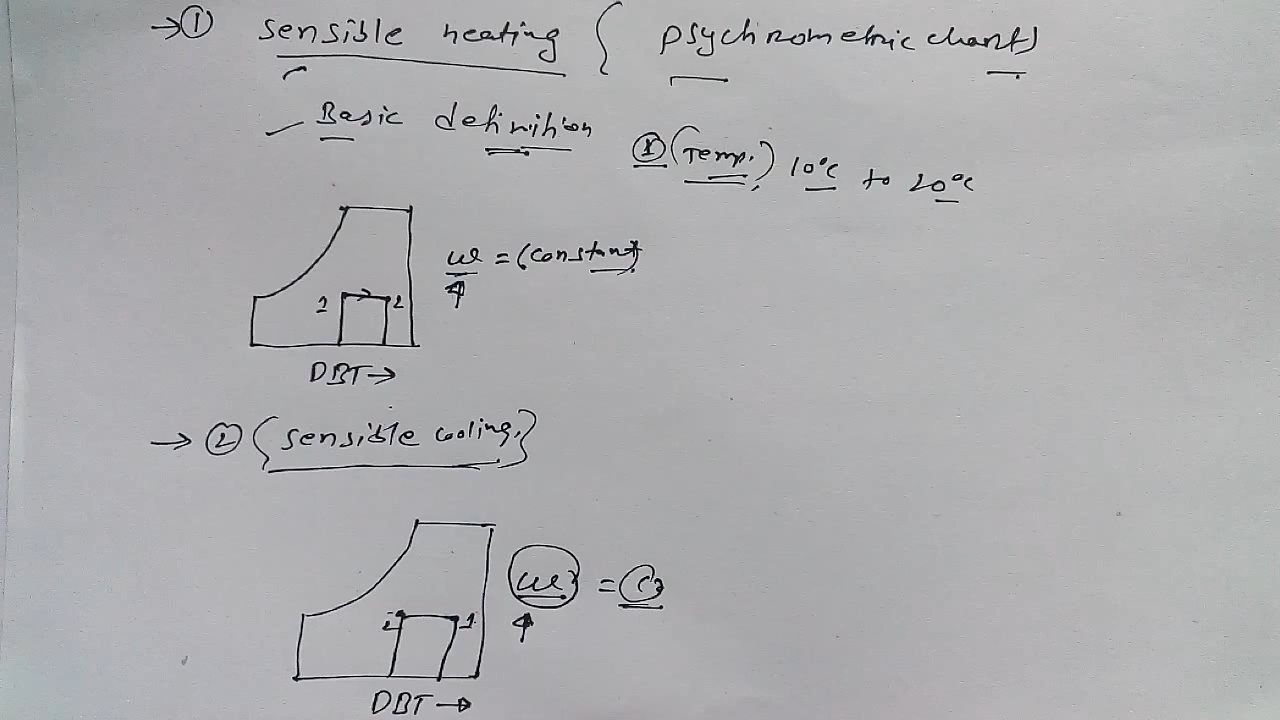 →① sensible heating { psychrometric chart)
Basic definition
① (Temp.) 10°C to 20°C
ω = (constant)
1 2
DBT→
→ ② {sensible cooling.}
ω = C
2 1
DBT→